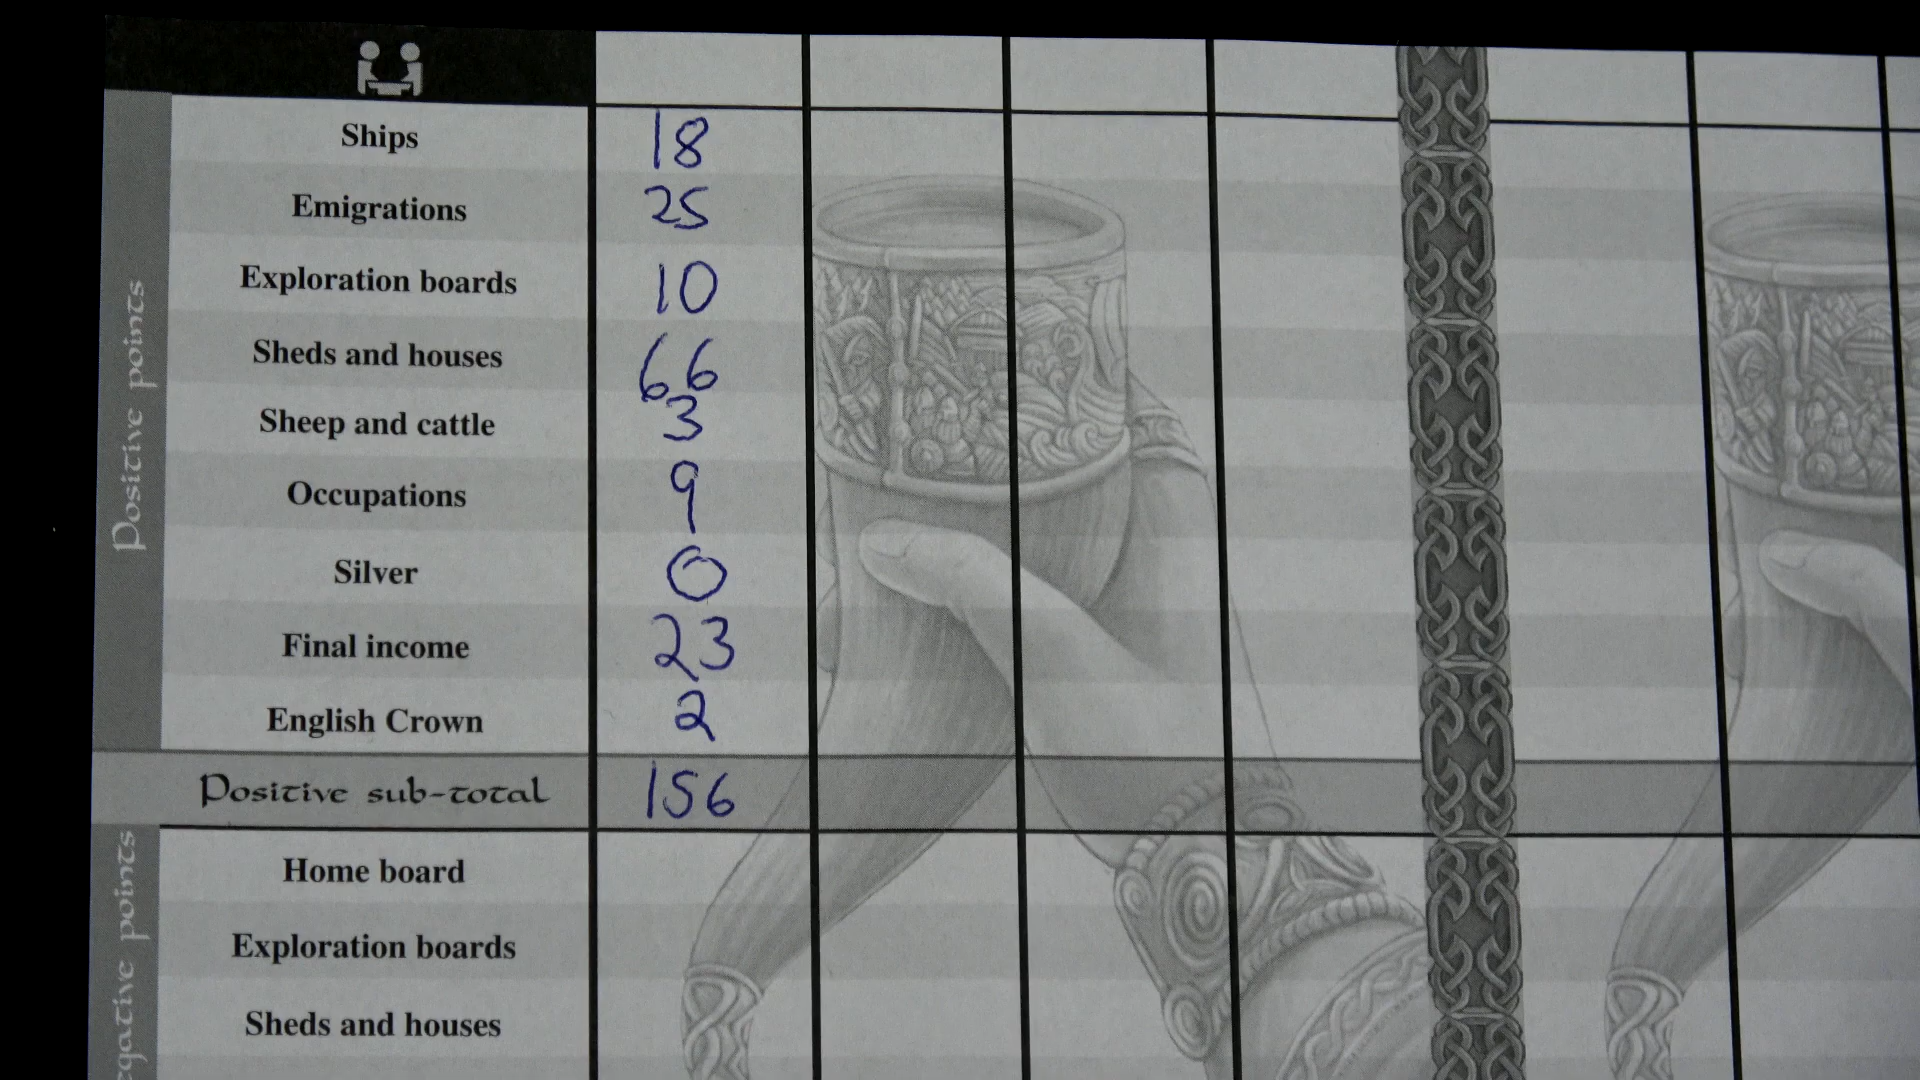 Ships 18
Emigrations 25
Exploration boards 10
Sheds and houses 66
Sheep and cattle 3
Occupations 9
Silver 0
Final income 23
English Crown 2
Positive points
Positive sub-total 156
Home board
Exploration boards
Sheds and houses
egative points